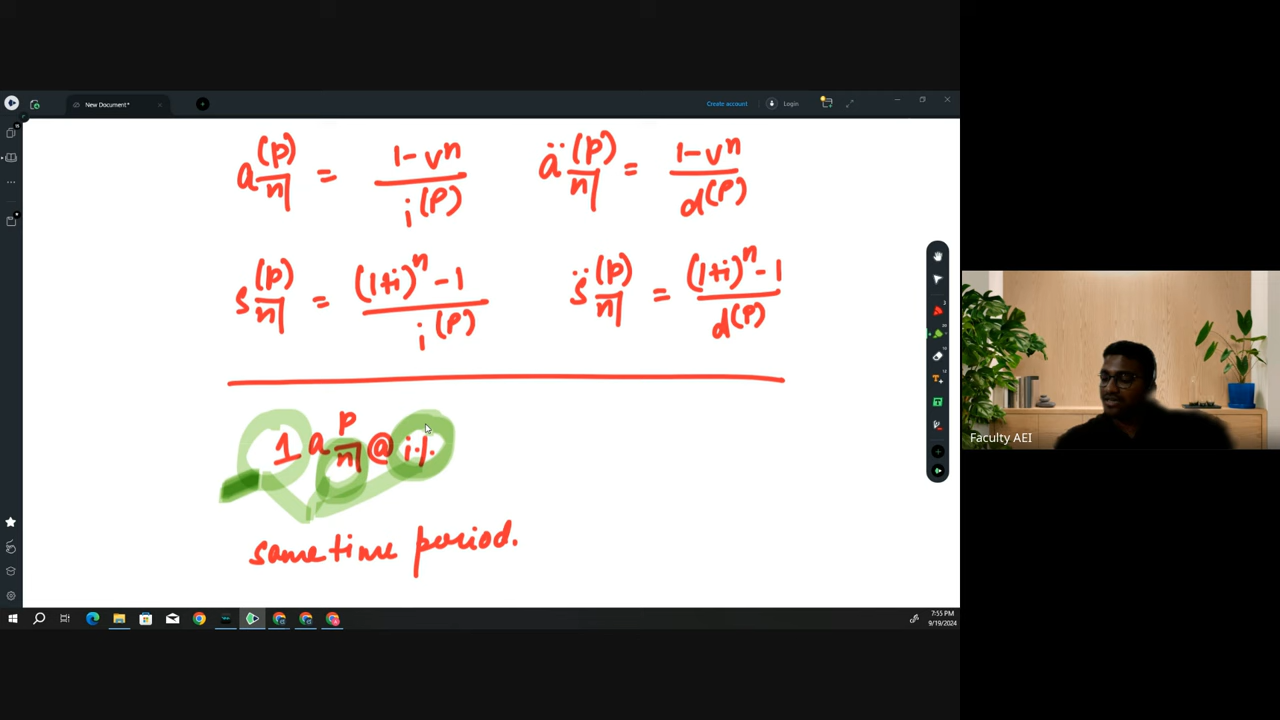 New Document*
Create account
Login
a(p)n| = 1-vn / i(p) ä(p)n| = 1-vn / d(p)
s(p)n| = (1+i)n-1 / i(p) s̈(p)n| = (1+i)n-1 / d(p)
1 a p n| @ i%.
same time period.
Faculty AEI
7:55 PM
9/19/2024